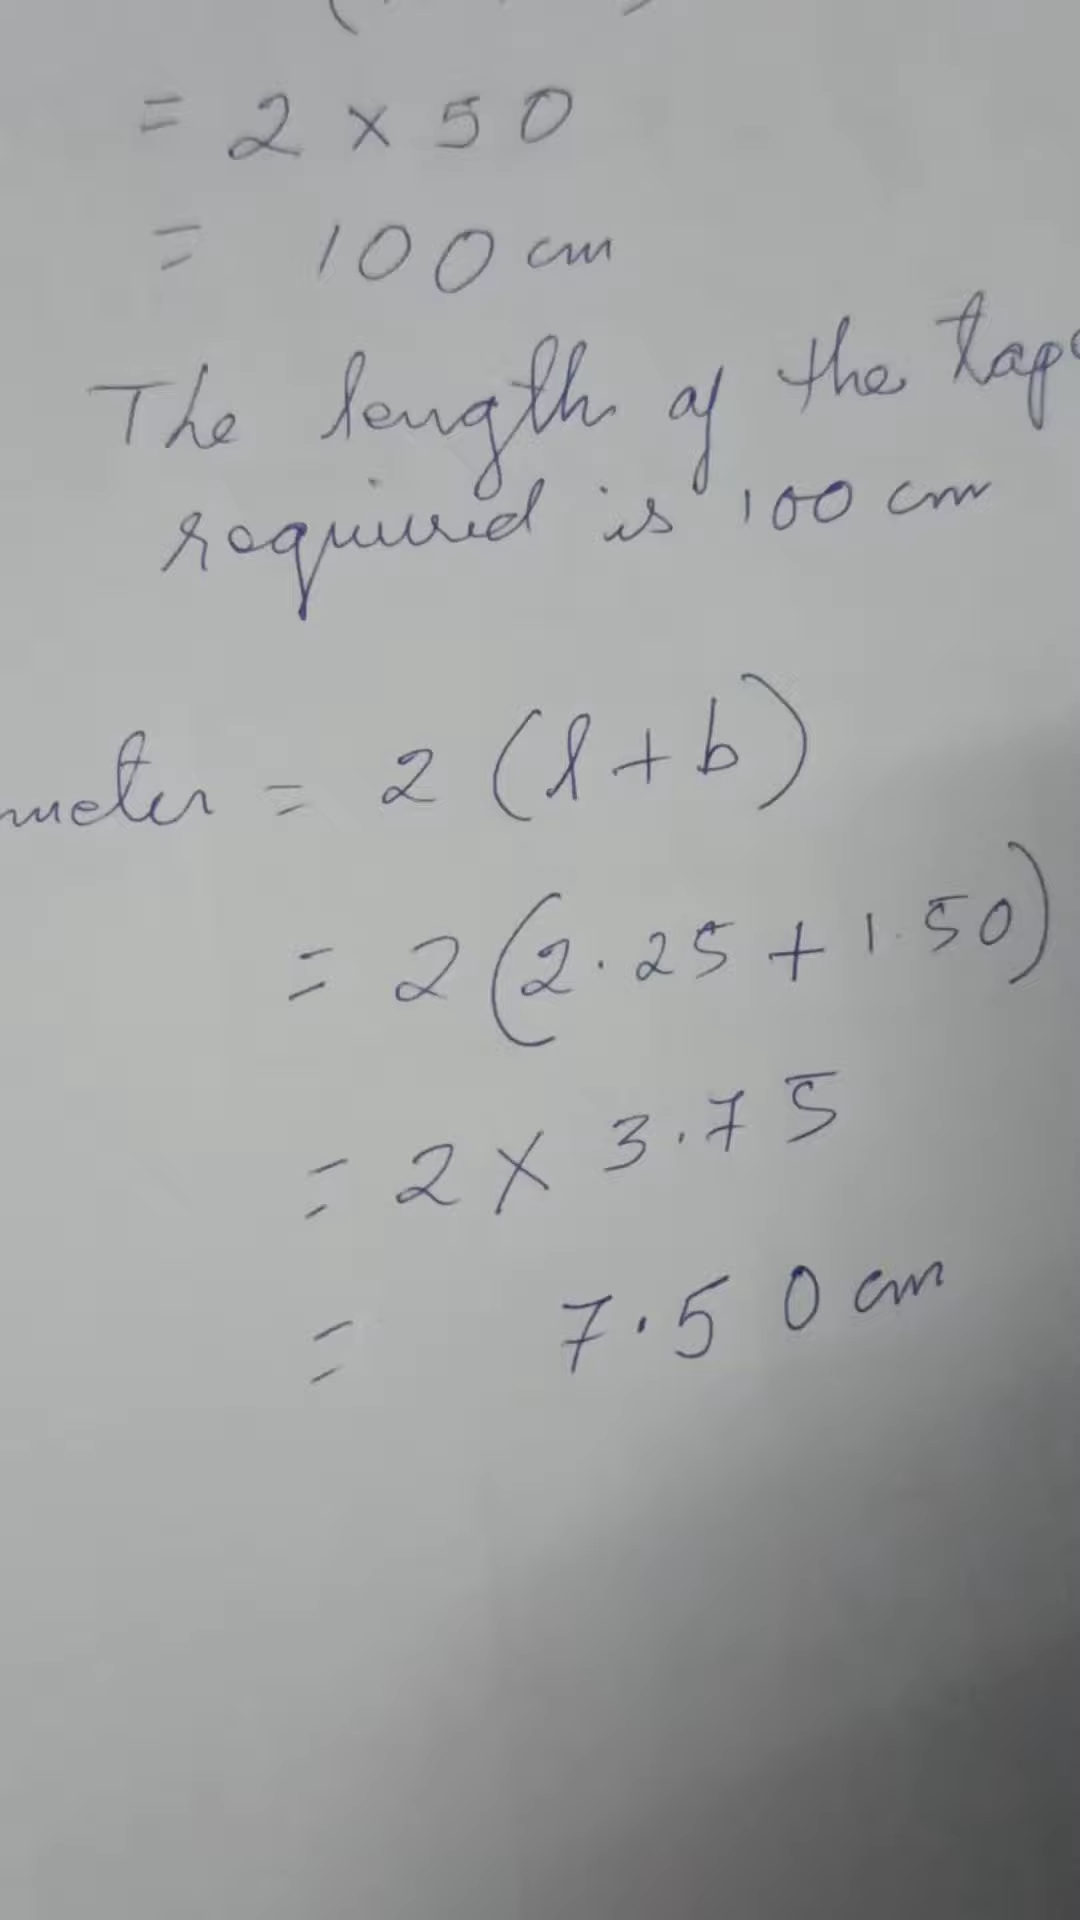 = 2 × 50
= 100 cm
The length of the tape
required is 100 cm
meter = 2 (l+b)
= 2 (2.25 + 1.50)
= 2 × 3.75
= 7.50 cm